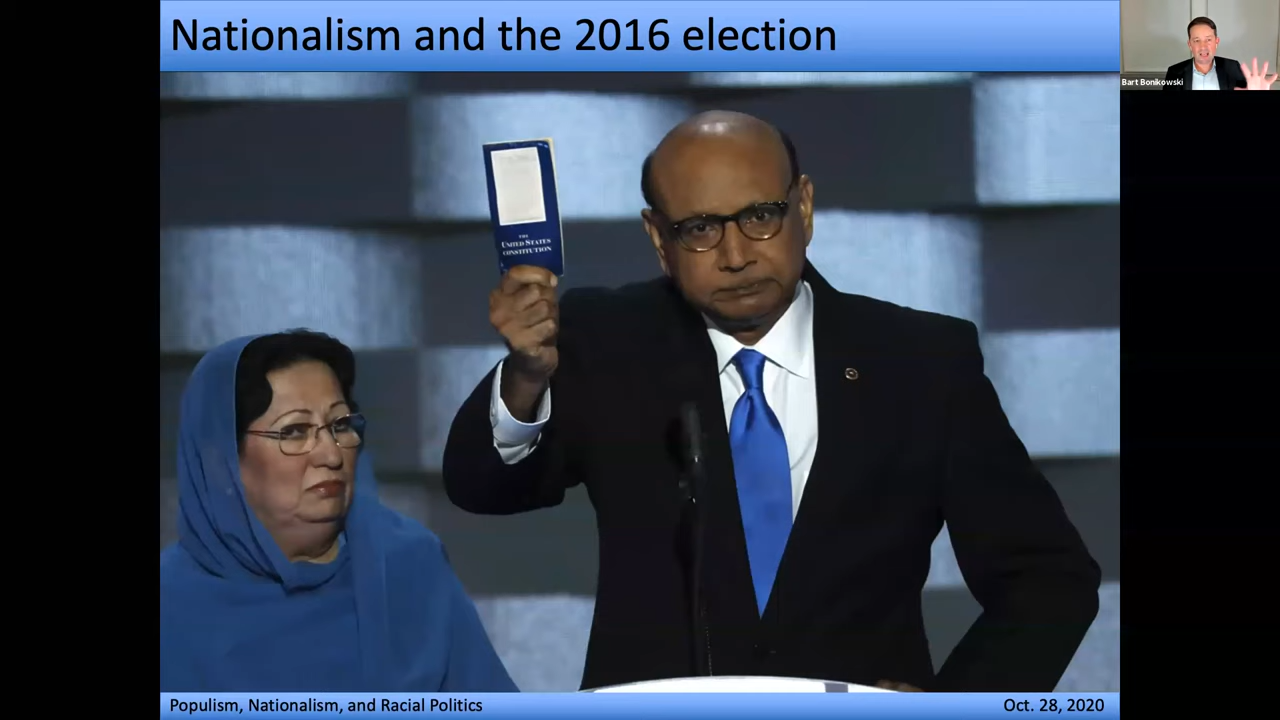 Nationalism and the 2016 election
Bart Bonikowski
THE
UNITED STATES
CONSTITUTION
Populism, Nationalism, and Racial Politics
Oct. 28, 2020